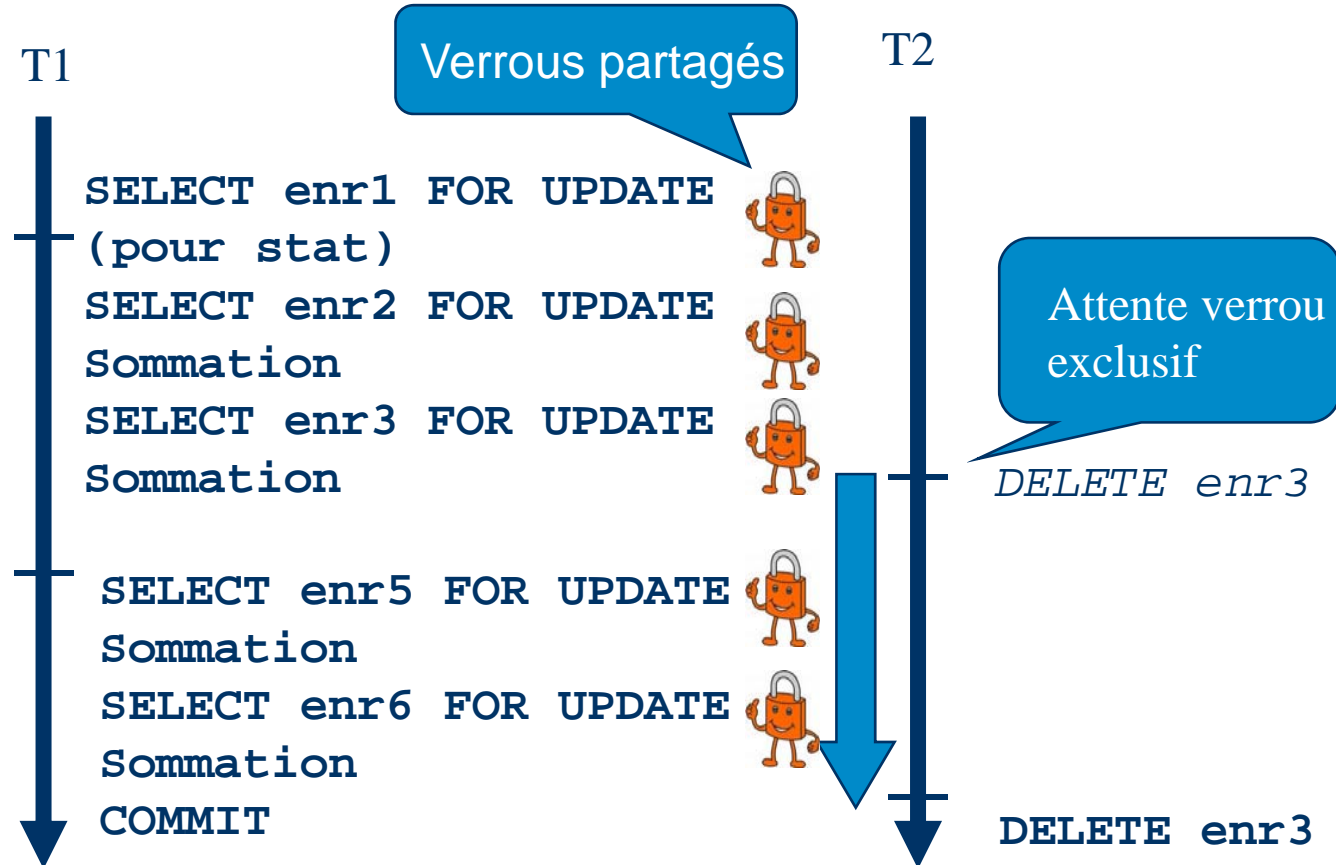 T1
Verrous partagés
T2
SELECT enr1 FOR UPDATE
(pour stat)
SELECT enr2 FOR UPDATE
Sommation
SELECT enr3 FOR UPDATE
Sommation
Attente verrou
exclusif
DELETE enr3
SELECT enr5 FOR UPDATE
Sommation
SELECT enr6 FOR UPDATE
Sommation
COMMIT
DELETE enr3